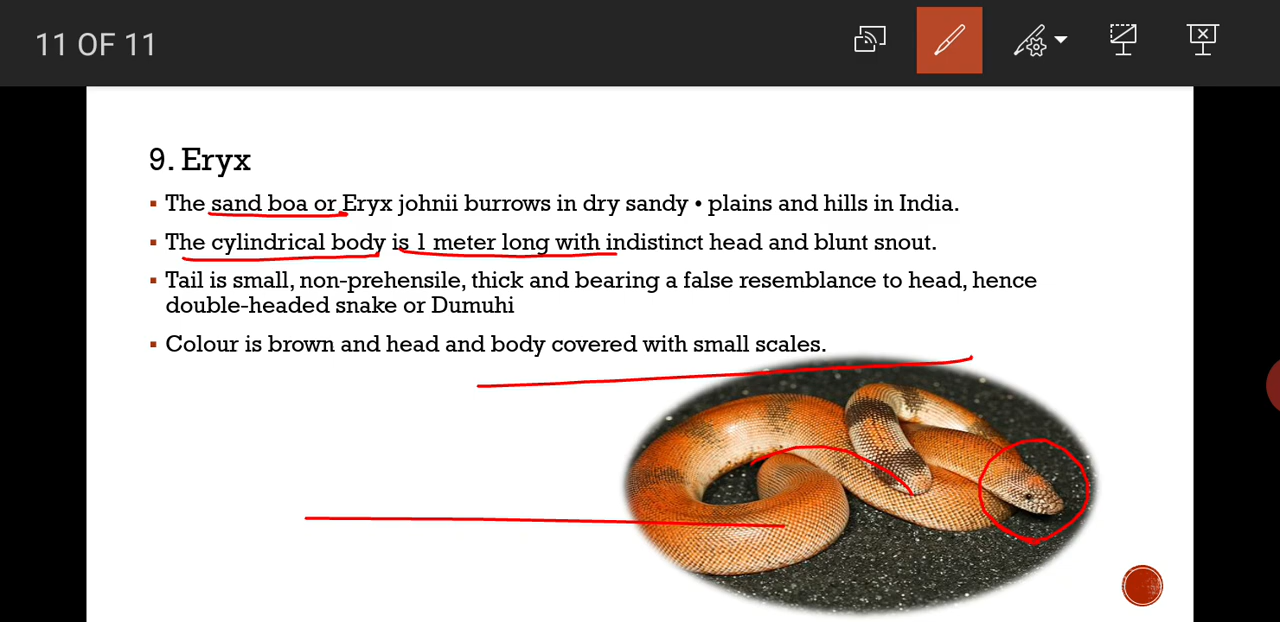 11 OF 11
9. Eryx
▪ The sand boa or Eryx johnii burrows in dry sandy • plains and hills in India.
▪ The cylindrical body is 1 meter long with indistinct head and blunt snout.
▪ Tail is small, non-prehensile, thick and bearing a false resemblance to head, hence
double-headed snake or Dumuhi
▪ Colour is brown and head and body covered with small scales.